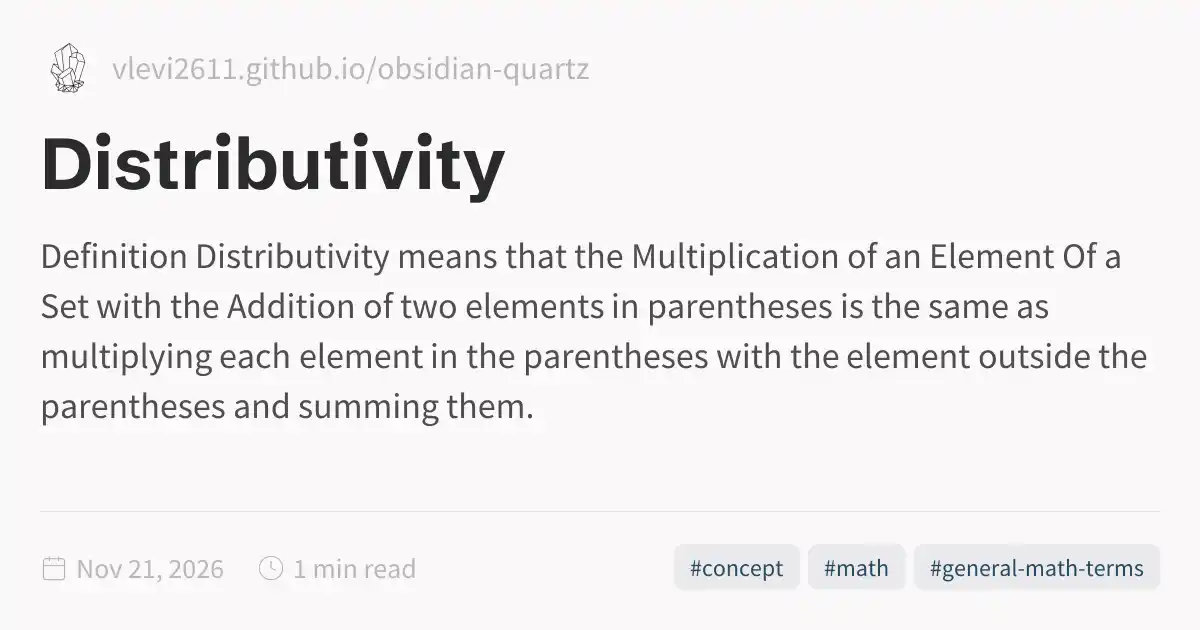 vlevi2611.github.io/obsidian-quartz
Distributivity
Definition Distributivity means that the Multiplication of an Element Of a
Set with the Addition of two elements in parentheses is the same as
multiplying each element in the parentheses with the element outside the
parentheses and summing them.
Nov 21, 2026 1 min read #concept #math #general-math-terms